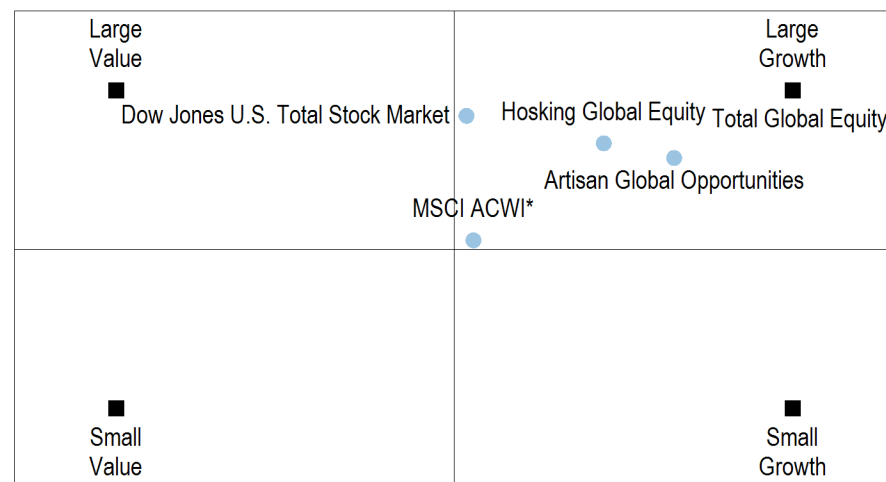 Large
Value
Large
Growth
Dow Jones U.S. Total Stock Market
Hosking Global Equity
Total Global Equity
Artisan Global Opportunities
MSCI ACWI*
Small
Value
Small
Growth